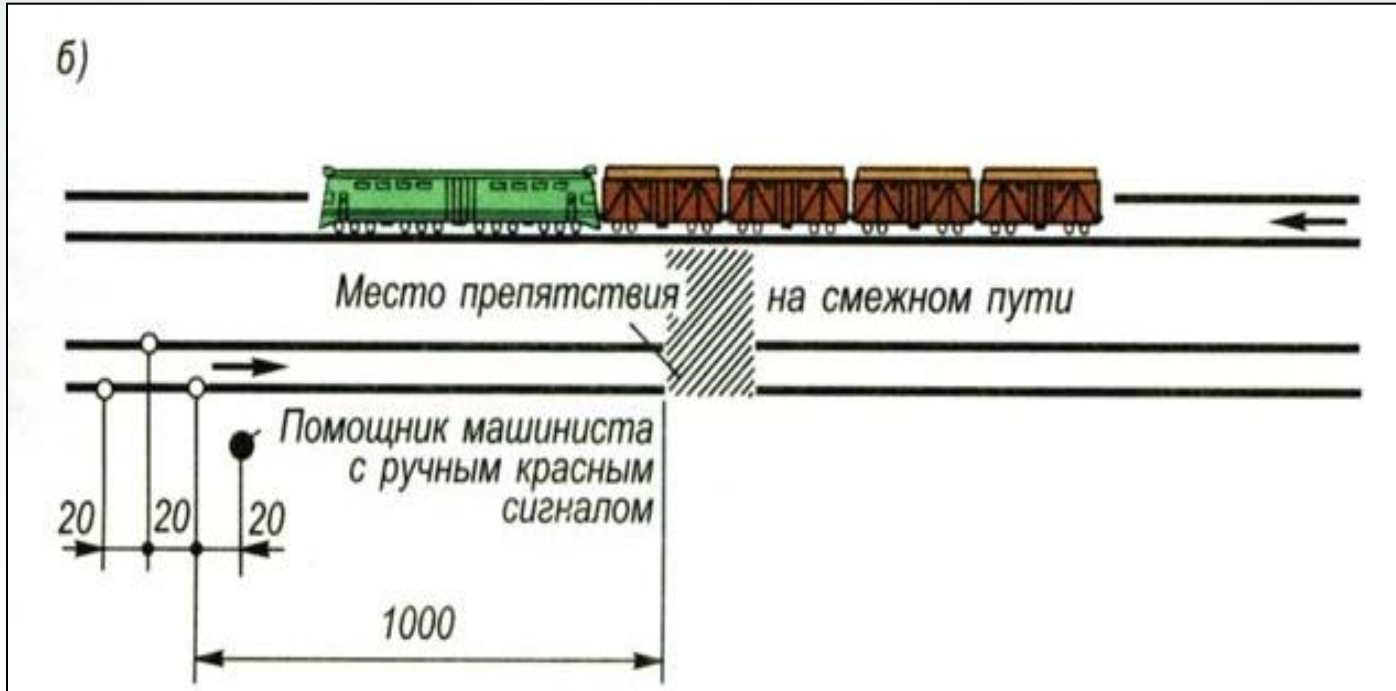 б)
Место препятствия на смежном пути
Помощник машиниста
с ручным красным
сигналом
20 20 20
1000